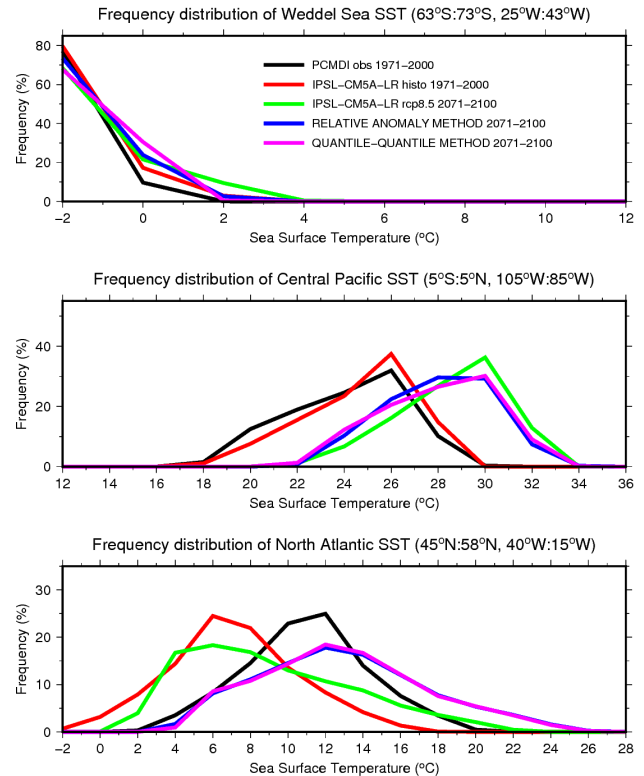 Frequency distribution of Weddel Sea SST (63°S:73°S, 25°W:43°W)
80
60
40
20
0
Frequency (%)
PCMDI obs 1971−2000
IPSL−CM5A−LR histo 1971−2000
IPSL−CM5A−LR rcp8.5 2071−2100
RELATIVE ANOMALY METHOD 2071−2100
QUANTILE−QUANTILE METHOD 2071−2100
−2 0 2 4 6 8 10 12
Sea Surface Temperature (°C)
Frequency distribution of Central Pacific SST (5°S:5°N, 105°W:85°W)
40
20
0
Frequency (%)
12 14 16 18 20 22 24 26 28 30 32 34 36
Sea Surface Temperature (°C)
Frequency distribution of North Atlantic SST (45°N:58°N, 40°W:15°W)
30
20
10
0
Frequency (%)
−2 0 2 4 6 8 10 12 14 16 18 20 22 24 26 28
Sea Surface Temperature (°C)